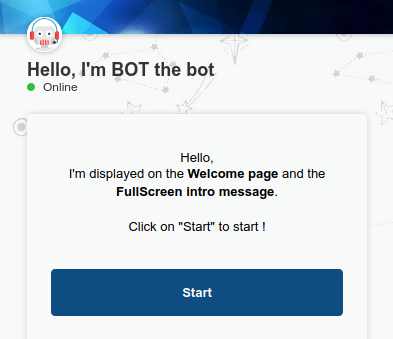 Hello, I'm BOT the bot
Online
Hello,
I'm displayed on the Welcome page and the
FullScreen intro message.
Click on "Start" to start !
Start